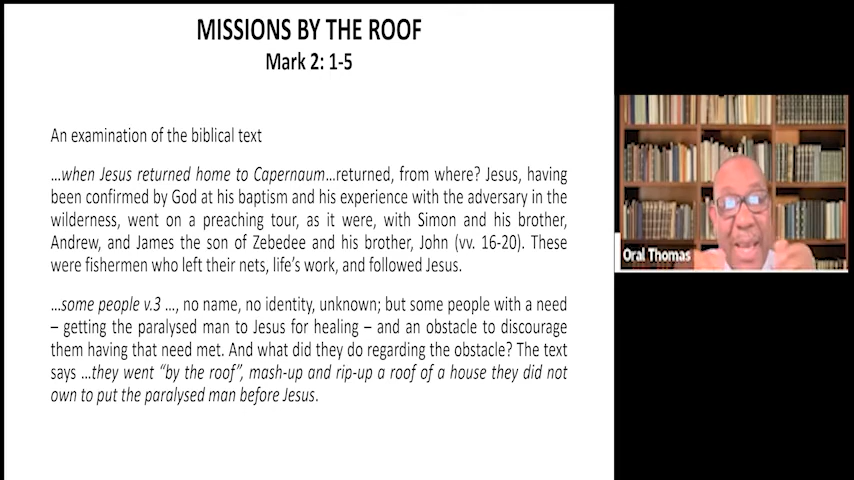 MISSIONS BY THE ROOF
Mark 2: 1-5
An examination of the biblical text
…when Jesus returned home to Capernaum…returned, from where? Jesus, having
been confirmed by God at his baptism and his experience with the adversary in the
wilderness, went on a preaching tour, as it were, with Simon and his brother,
Andrew, and James the son of Zebedee and his brother, John (vv. 16-20). These
were fishermen who left their nets, life’s work, and followed Jesus.
…some people v.3 …, no name, no identity, unknown; but some people with a need
– getting the paralysed man to Jesus for healing – and an obstacle to discourage
them having that need met. And what did they do regarding the obstacle? The text
says …they went “by the roof”, mash-up and rip-up a roof of a house they did not
own to put the paralysed man before Jesus.
Oral Thomas